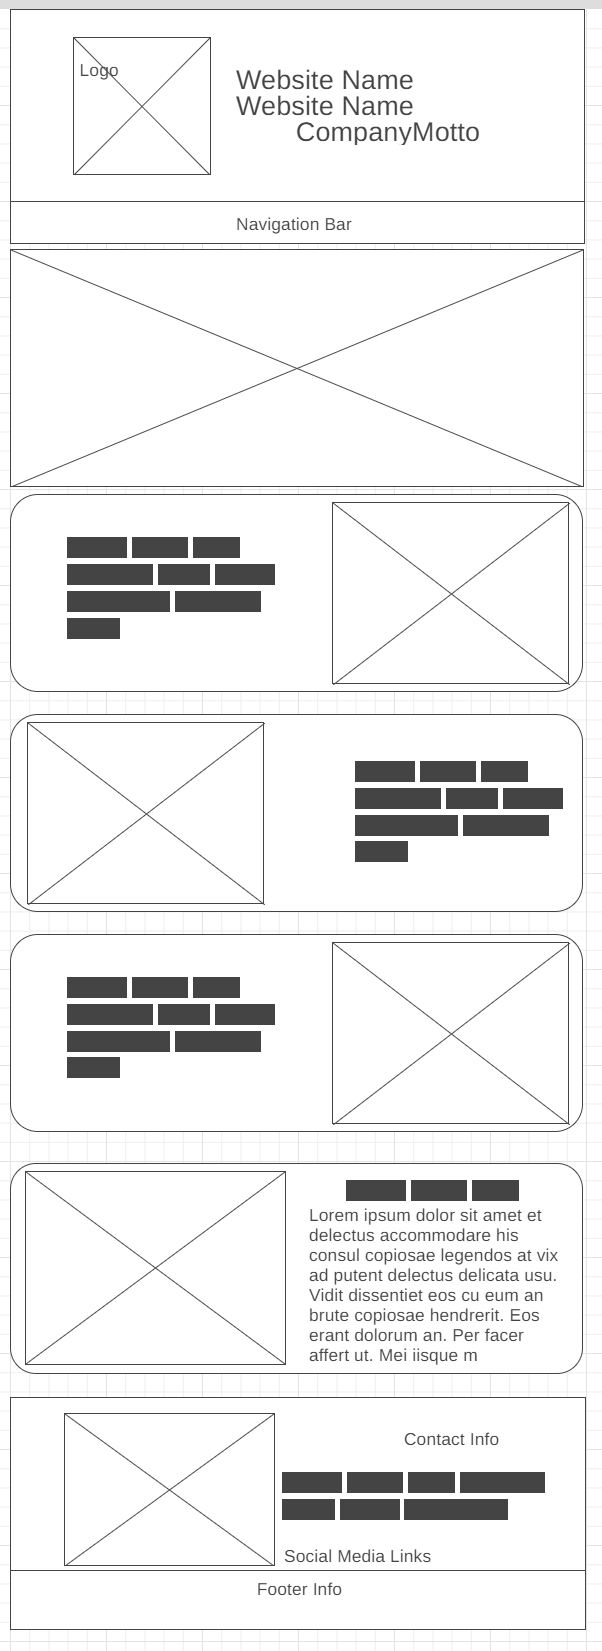 Logo
Website Name
Website Name
CompanyMotto
Navigation Bar
Lorem ipsum dolor sit amet et
delectus accommodare his
consul copiosae legendos at vix
ad putent delectus delicata usu.
Vidit dissentiet eos cu eum an
brute copiosae hendrerit. Eos
erant dolorum an. Per facer
affert ut. Mei iisque m
Contact Info
Social Media Links
Footer Info